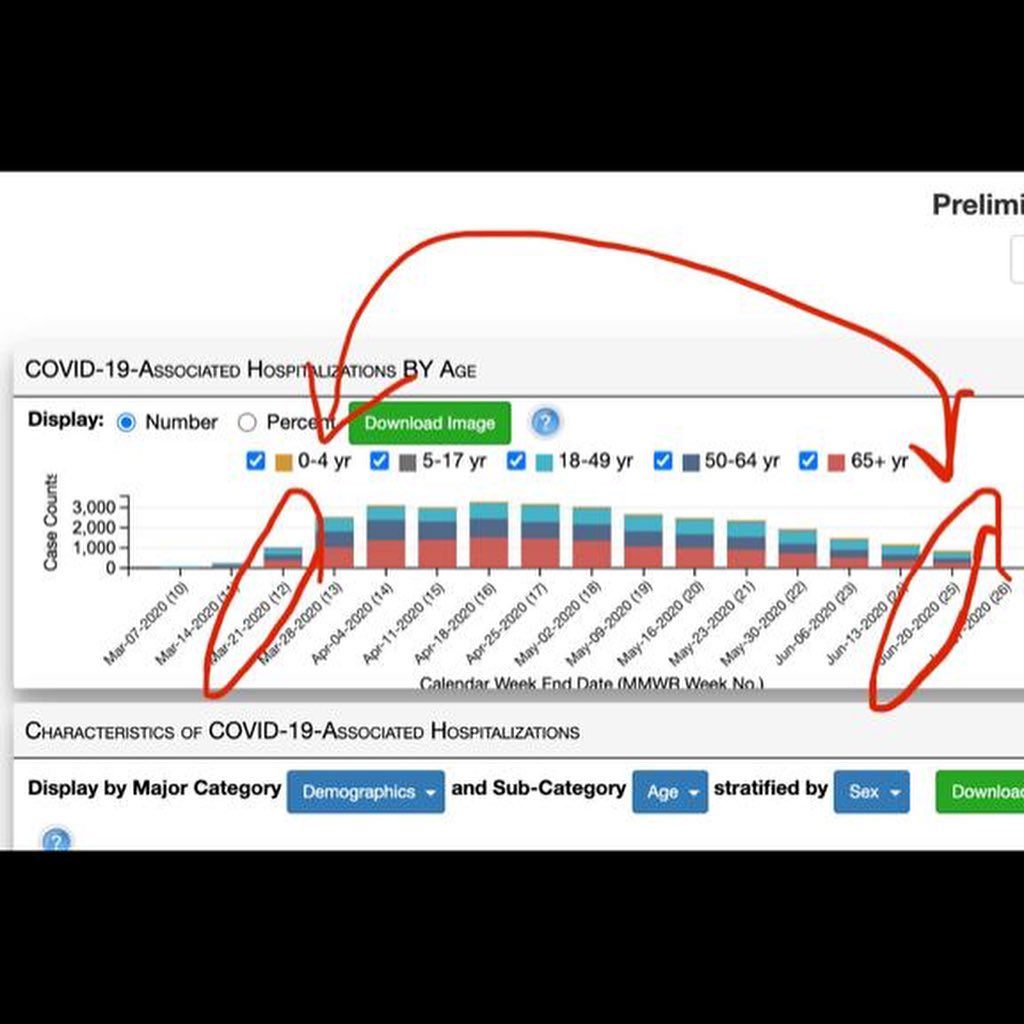 Prelimi
COVID-19-Associated Hospitalizations BY Age
Display: Number Percent Download Image ?
0-4 yr 5-17 yr 18-49 yr 50-64 yr 65+ yr
Case Counts
3,000
2,000
1,000
0
Mar-07-2020 (10) Mar-14-2020 Mar-21-2020 (12) Mar-28-2020 (13) Apr-04-2020 (14) Apr-11-2020 (15) Apr-18-2020 (16) Apr-25-2020 (17) May-02-2020 (18) May-09-2020 (19) May-16-2020 (20) May-23-2020 (21) May-30-2020 (22) Jun-06-2020 (23) Jun-13-2020 (24) Jun-20-2020 (25) 2020 (26)
Calendar Week End Date (MMWR Week No.)
Characteristics of COVID-19-Associated Hospitalizations
Display by Major Category Demographics and Sub-Category Age stratified by Sex Download
?